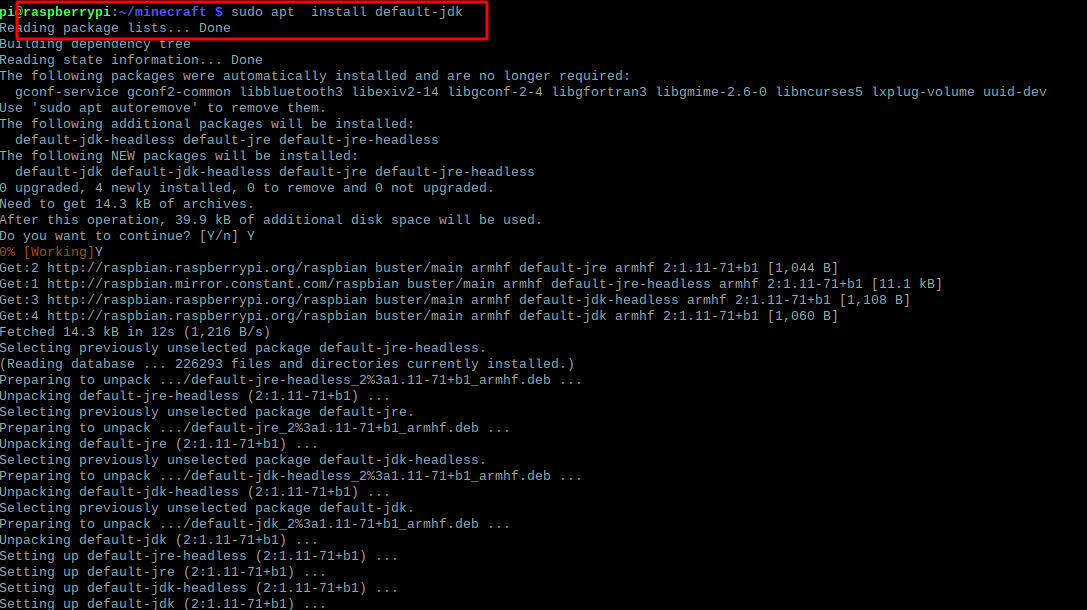 pi@raspberrypi:~/minecraft $ sudo apt  install default-jdk
Reading package lists... Done
Building dependency tree
Reading state information... Done
The following packages were automatically installed and are no longer required:
  gconf-service gconf2-common libbluetooth3 libexiv2-14 libgconf-2-4 libgfortran3 libgmime-2.6-0 libncurses5 lxplug-volume uuid-dev
Use 'sudo apt autoremove' to remove them.
The following additional packages will be installed:
  default-jdk-headless default-jre default-jre-headless
The following NEW packages will be installed:
  default-jdk default-jdk-headless default-jre default-jre-headless
0 upgraded, 4 newly installed, 0 to remove and 0 not upgraded.
Need to get 14.3 kB of archives.
After this operation, 39.9 kB of additional disk space will be used.
Do you want to continue? [Y/n] Y
0% [Working]Y
Get:2 http://raspbian.raspberrypi.org/raspbian buster/main armhf default-jre armhf 2:1.11-71+b1 [1,044 B]
Get:1 http://raspbian.mirror.constant.com/raspbian buster/main armhf default-jre-headless armhf 2:1.11-71+b1 [11.1 kB]
Get:3 http://raspbian.raspberrypi.org/raspbian buster/main armhf default-jdk-headless armhf 2:1.11-71+b1 [1,108 B]
Get:4 http://raspbian.raspberrypi.org/raspbian buster/main armhf default-jdk armhf 2:1.11-71+b1 [1,060 B]
Fetched 14.3 kB in 12s (1,216 B/s)
Selecting previously unselected package default-jre-headless.
(Reading database ... 226293 files and directories currently installed.)
Preparing to unpack .../default-jre-headless_2%3a1.11-71+b1_armhf.deb ...
Unpacking default-jre-headless (2:1.11-71+b1) ...
Selecting previously unselected package default-jre.
Preparing to unpack .../default-jre_2%3a1.11-71+b1_armhf.deb ...
Unpacking default-jre (2:1.11-71+b1) ...
Selecting previously unselected package default-jdk-headless.
Preparing to unpack .../default-jdk-headless_2%3a1.11-71+b1_armhf.deb ...
Unpacking default-jdk-headless (2:1.11-71+b1) ...
Selecting previously unselected package default-jdk.
Preparing to unpack .../default-jdk_2%3a1.11-71+b1_armhf.deb ...
Unpacking default-jdk (2:1.11-71+b1) ...
Setting up default-jre-headless (2:1.11-71+b1) ...
Setting up default-jre (2:1.11-71+b1) ...
Setting up default-jdk-headless (2:1.11-71+b1) ...
Setting up default-jdk (2:1.11-71+b1) ...